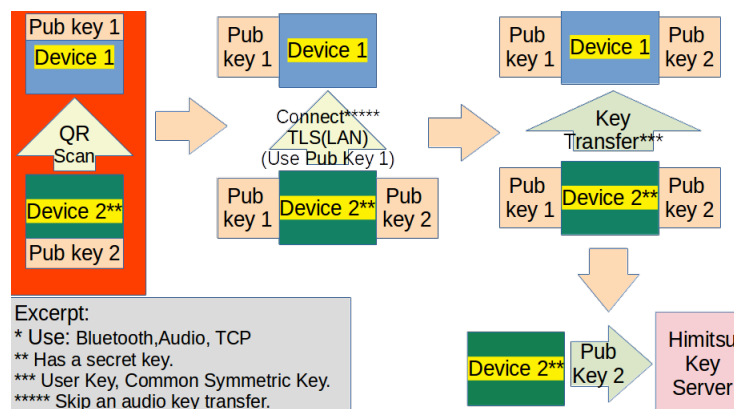 Pub key 1
Device 1
QR
Scan
Device 2**
Pub key 2
Pub
key 1
Device 1
Connect*****
TLS(LAN)
(Use Pub Key 1)
Pub
key 1
Device 2**
Pub
key 2
Pub
key 1
Device 1
Pub
key 2
Key
Transfer***
Pub
key 1
Device 2**
Pub
key 2
Device 2**
Pub
Key 2
Himitsu
Key
Server
Excerpt:
* Use: Bluetooth,Audio, TCP
** Has a secret key.
*** User Key, Common Symmetric Key.
***** Skip an audio key transfer.